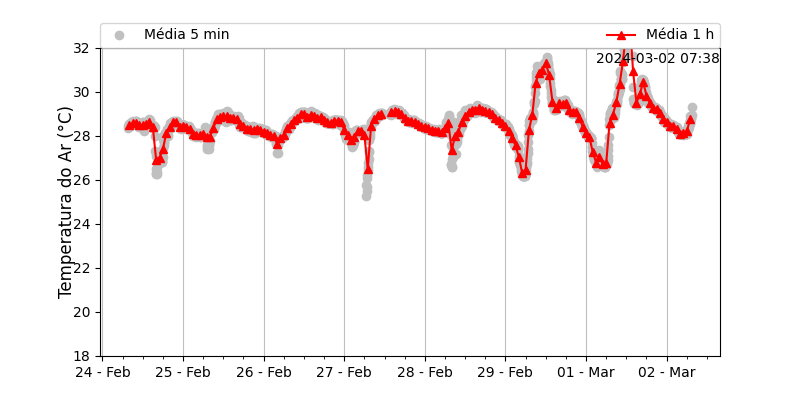 Média 5 min
Média 1 h
2024-03-02 07:38
Temperatura do Ar (°C)
32
30
28
26
24
22
20
18
24 - Feb
25 - Feb
26 - Feb
27 - Feb
28 - Feb
29 - Feb
01 - Mar
02 - Mar